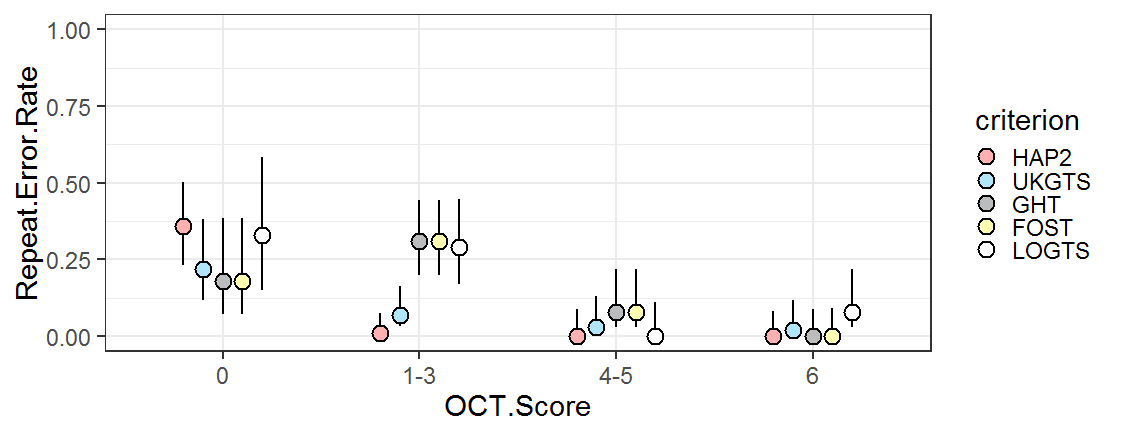 Repeat.Error.Rate
1.00
0.75
0.50
0.25
0.00
0
1-3
4-5
6
OCT.Score
criterion
HAP2
UKGTS
GHT
FOST
LOGTS